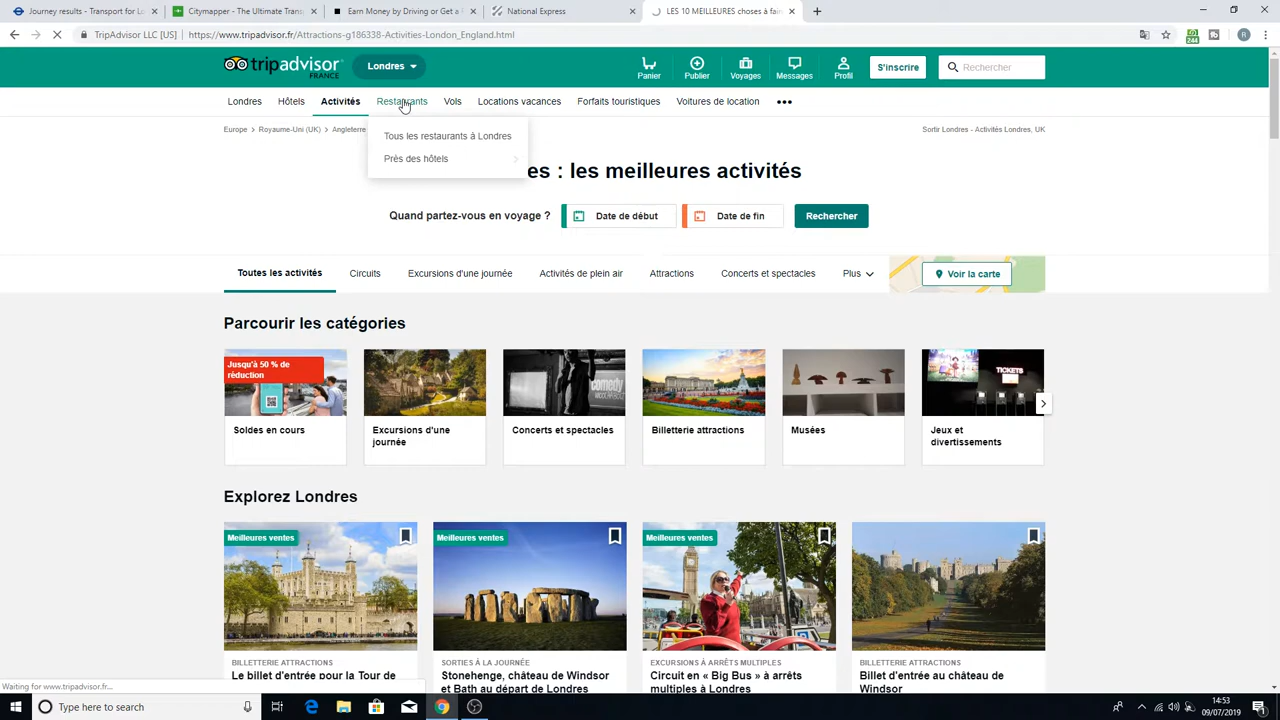 Journey results - Transport for Lo
Citymapper - The Ultimate Transp
Earn Money by Driving or Get a R
National Express
LES 10 MEILLEURES choses à faire
TripAdvisor LLC [US] | https://www.tripadvisor.fr/Attractions-g186338-Activities-London_England.html
244
R
tripadvisor
FRANCE
Londres
Panier
Publier
Voyages
Messages
Profil
S'inscrire
Rechercher
Londres
Hôtels
Activités
Restaurants
Vols
Locations vacances
Forfaits touristiques
Voitures de location
Europe > Royaume-Uni (UK) > Angleterre
Sortir Londres - Activités Londres, UK
Tous les restaurants à Londres
Près des hôtels
es : les meilleures activités
Quand partez-vous en voyage ?
Date de début
Date de fin
Rechercher
Toutes les activités
Circuits
Excursions d'une journée
Activités de plein air
Attractions
Concerts et spectacles
Plus
Voir la carte
Parcourir les catégories
Jusqu'à 50 % de
réduction
comedy
TICKETS
Soldes en cours
Excursions d'une
journée
Concerts et spectacles
Billetterie attractions
Musées
Jeux et
divertissements
Explorez Londres
Meilleures ventes
Meilleures ventes
Meilleures ventes
BILLETTERIE ATTRACTIONS
Le billet d'entrée pour la Tour de
SORTIES À LA JOURNÉE
Stonehenge, château de Windsor
et Bath au départ de Londres
EXCURSIONS À ARRÊTS MULTIPLES
Circuit en « Big Bus » à arrêts
multiples à Londres
BILLETTERIE ATTRACTIONS
Billet d'entrée au château de
Windsor
Waiting for www.tripadvisor.fr...
Type here to search
14:53
09/07/2019
1